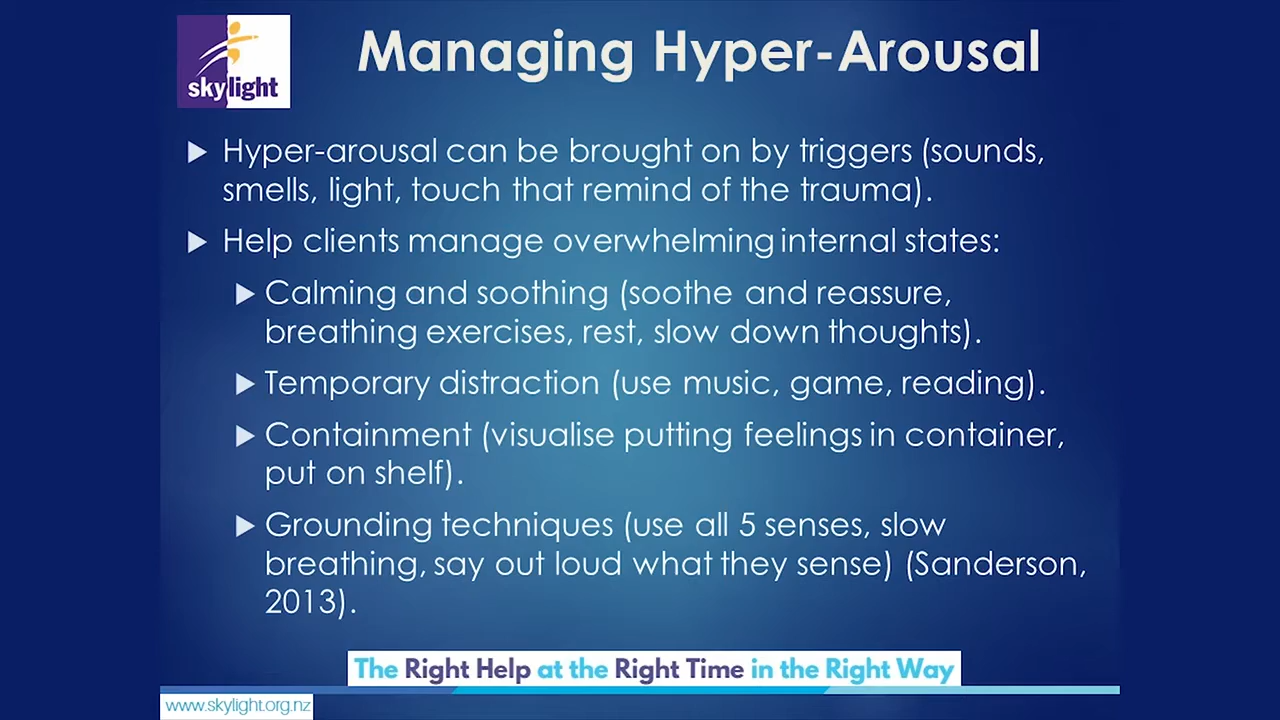 skylight
Managing Hyper-Arousal
Hyper-arousal can be brought on by triggers (sounds,
smells, light, touch that remind of the trauma).
Help clients manage overwhelming internal states:
Calming and soothing (soothe and reassure,
breathing exercises, rest, slow down thoughts).
Temporary distraction (use music, game, reading).
Containment (visualise putting feelings in container,
put on shelf).
Grounding techniques (use all 5 senses, slow
breathing, say out loud what they sense) (Sanderson,
2013).
The Right Help at the Right Time in the Right Way
www.skylight.org.nz